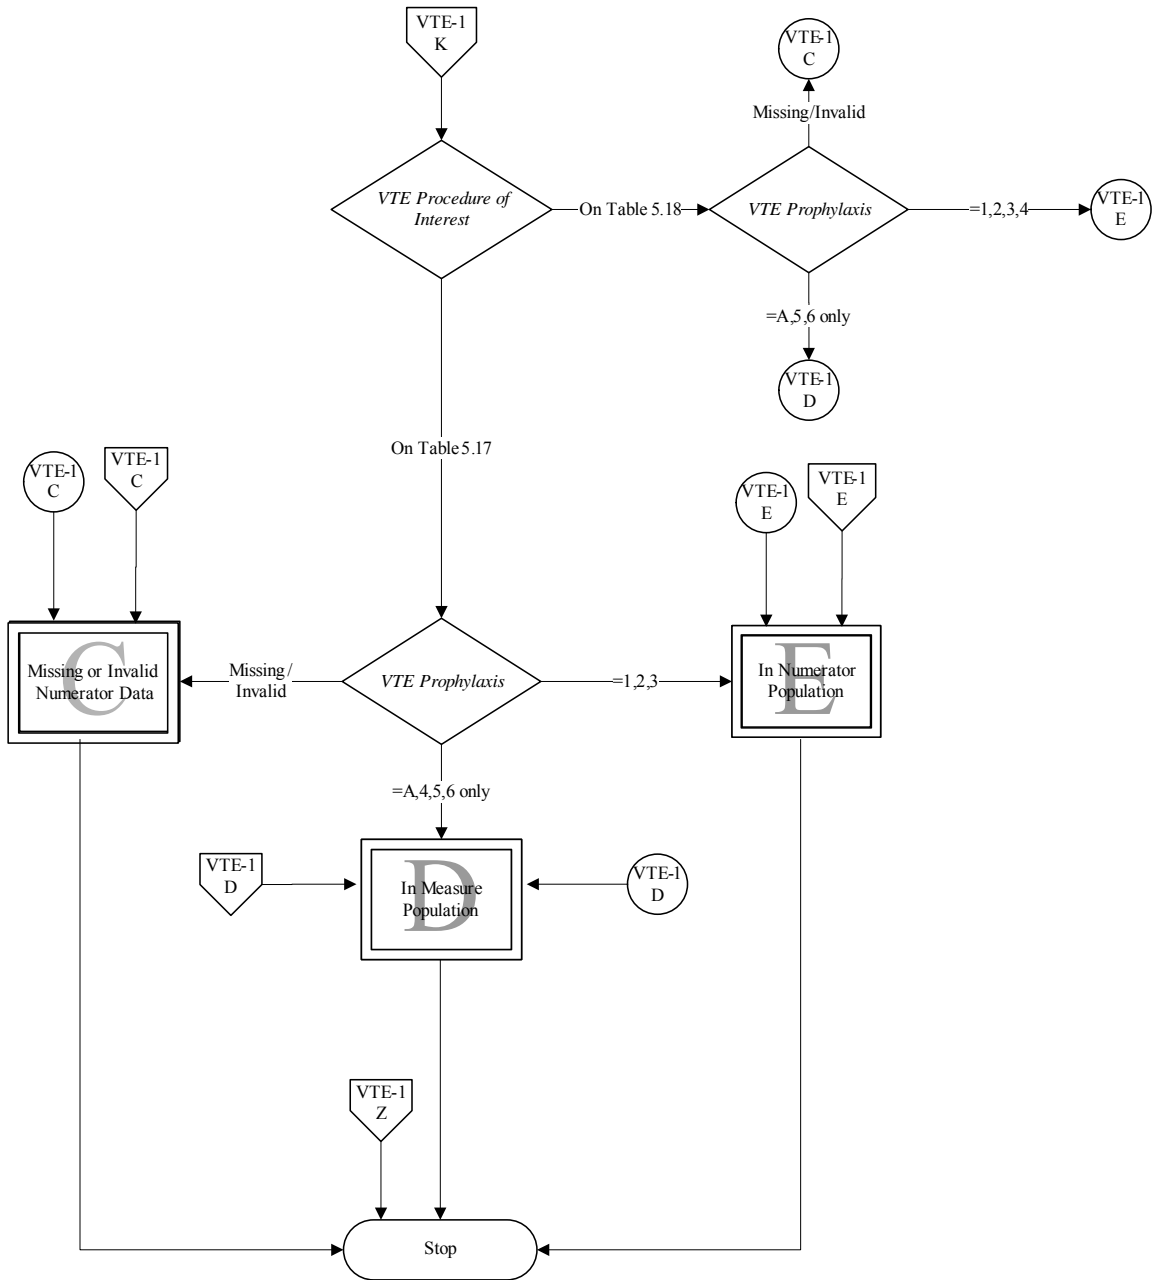 VTE-1
K
VTE-1
C
Missing/Invalid
VTE Procedure of
Interest
On Table 5.18
VTE Prophylaxis
=1,2,3,4
VTE-1
E
=A,5,6 only
VTE-1
D
On Table 5.17
VTE-1
C
VTE-1
C
VTE-1
E
VTE-1
E
C
Missing or Invalid
Numerator Data
Missing/
Invalid
VTE Prophylaxis
=1,2,3
E
In Numerator
Population
=A,4,5,6 only
VTE-1
D
D
In Measure
Population
VTE-1
D
VTE-1
Z
Stop